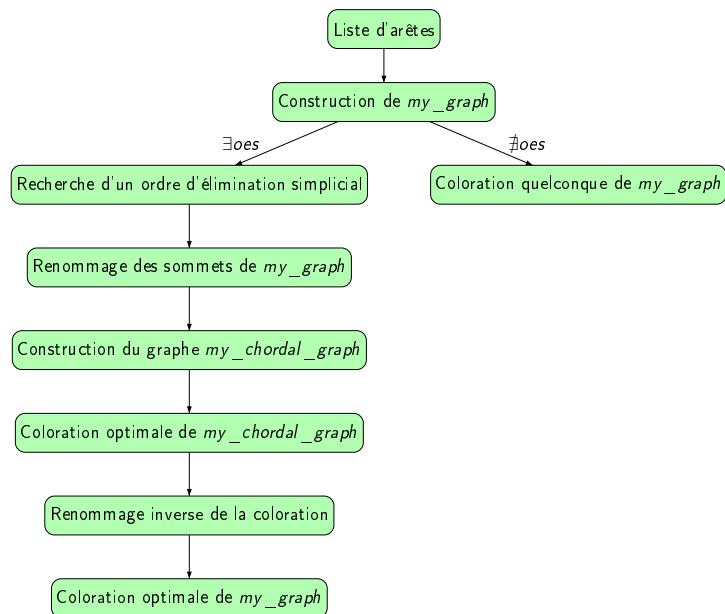 Liste d'arêtes
Construction de my_graph
∃oes
∄oes
Recherche d'un ordre d'élimination simplicial
Coloration quelconque de my_graph
Renommage des sommets de my_graph
Construction du graphe my_chordal_graph
Coloration optimale de my_chordal_graph
Renommage inverse de la coloration
Coloration optimale de my_graph